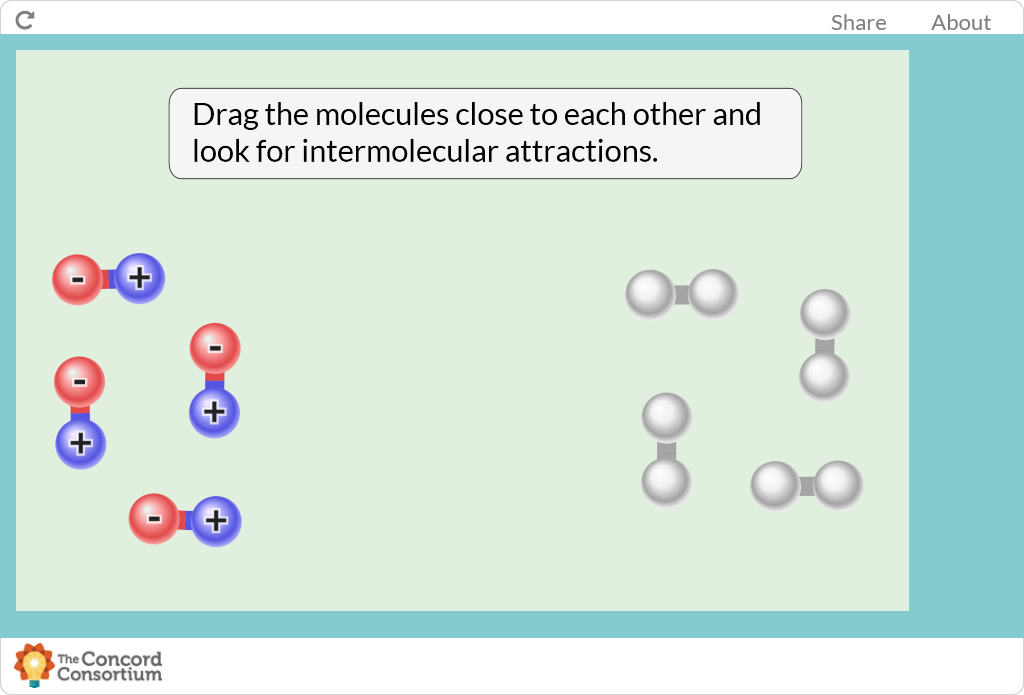 Share About
Drag the molecules close to each other and
look for intermolecular attractions.
- +
-
-
+
+
- +
The Concord
Consortium